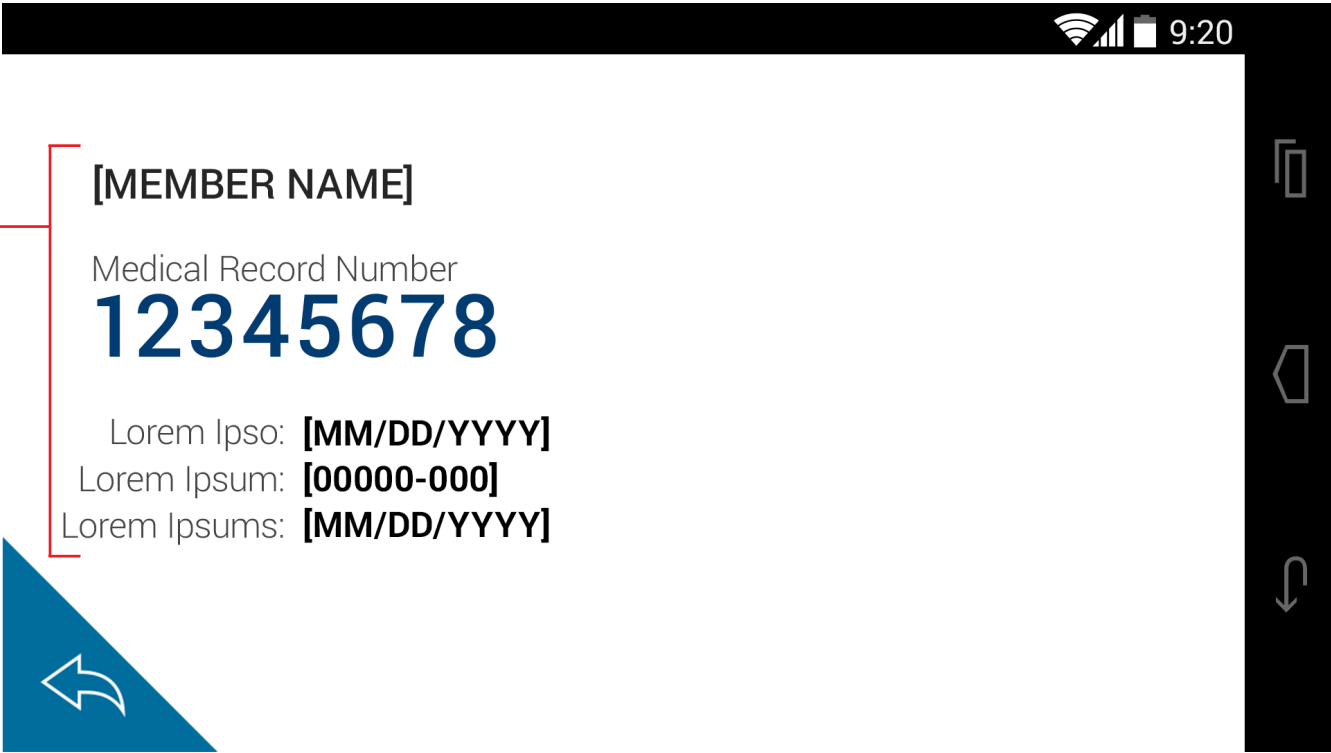 9:20
[MEMBER NAME]
Medical Record Number
12345678
Lorem Ipso: [MM/DD/YYYY]
Lorem Ipsum: [00000-000]
Lorem Ipsums: [MM/DD/YYYY]